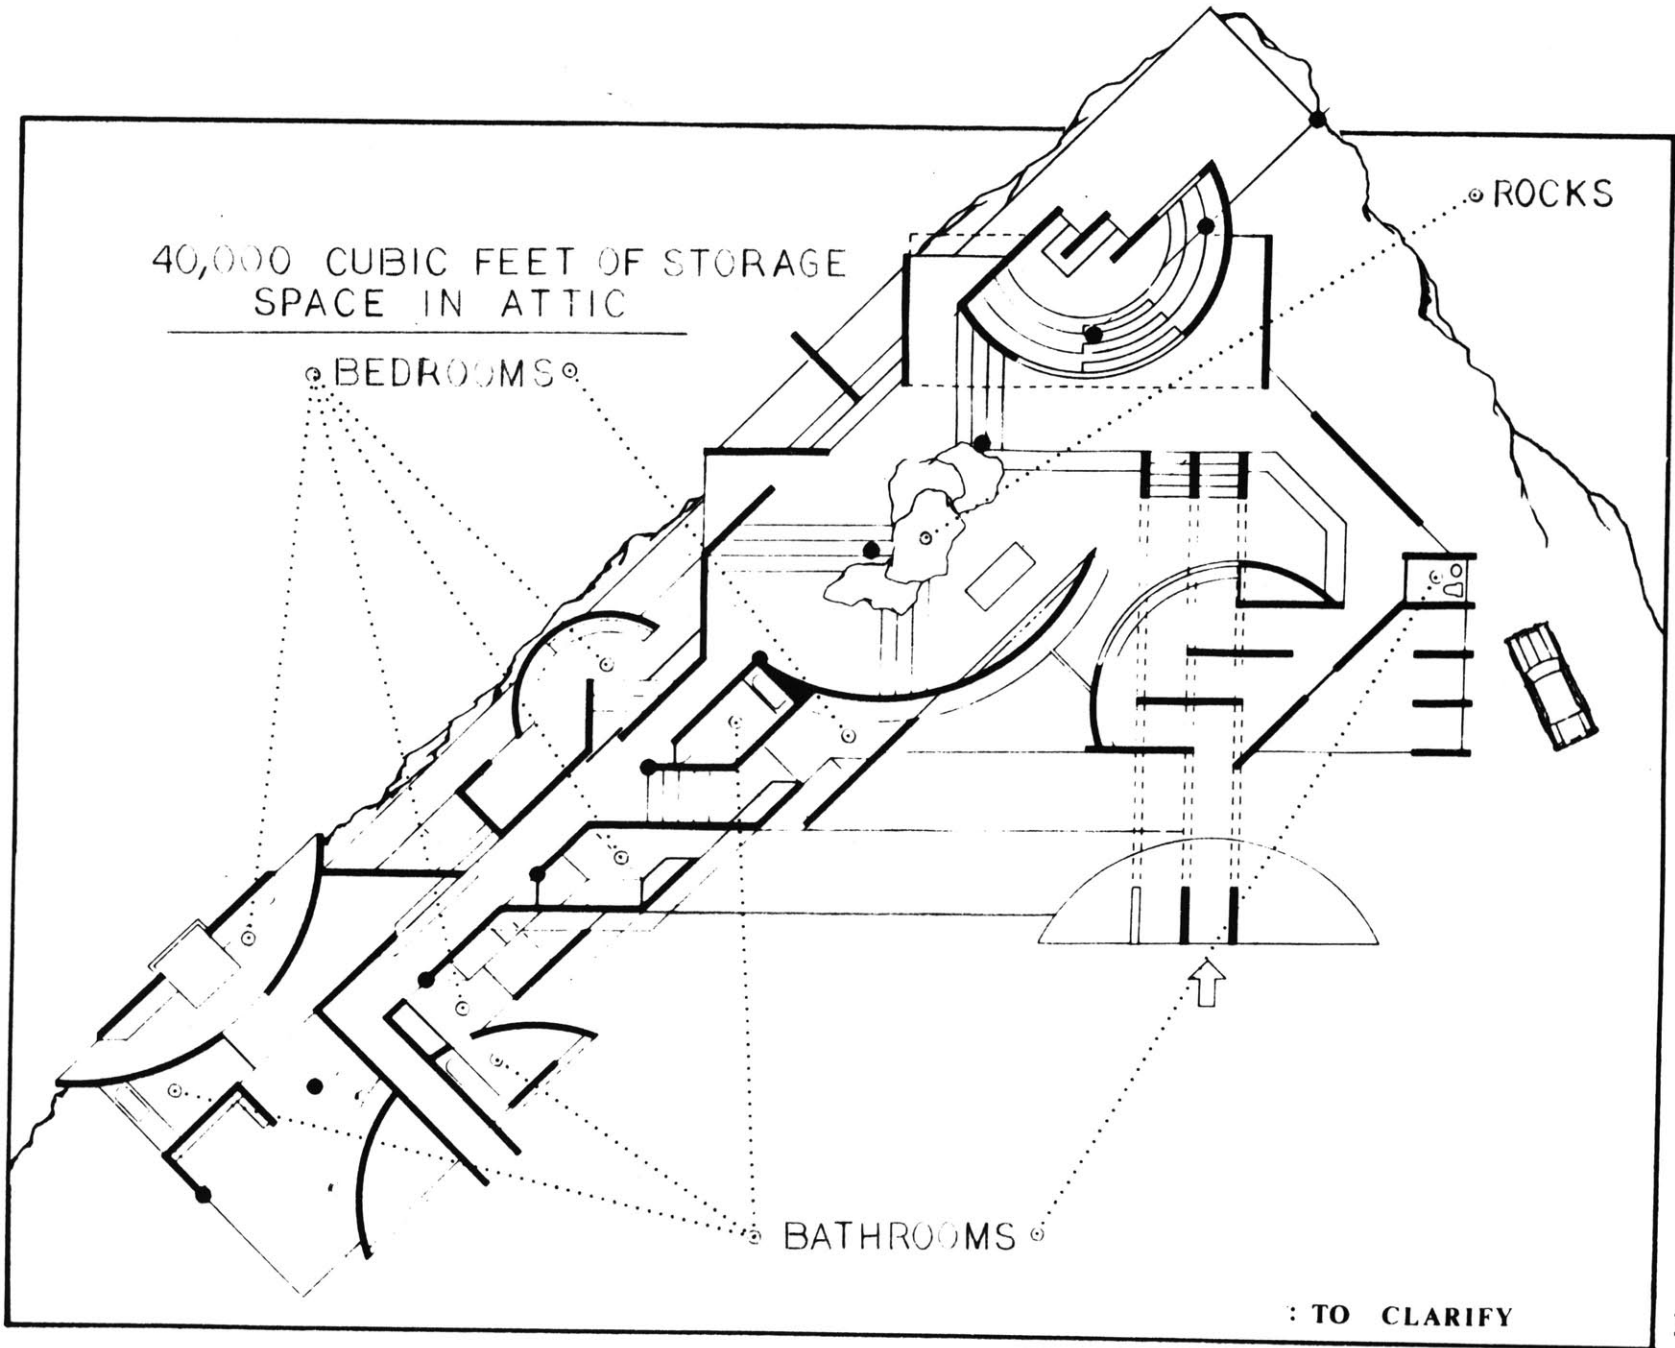 ROCKS
40,000 CUBIC FEET OF STORAGE
SPACE IN ATTIC
BEDROOMS
BATHROOMS
: TO CLARIFY